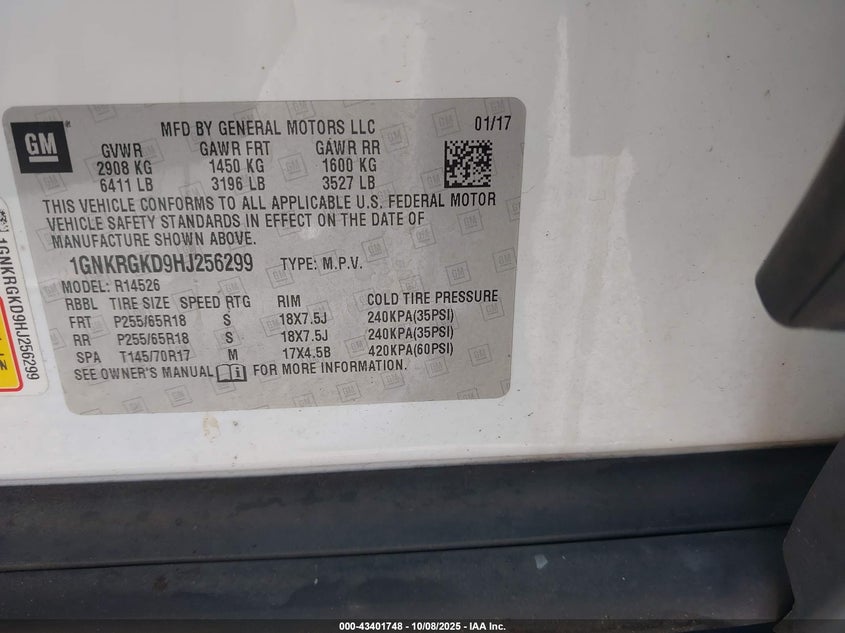 GM
MFD BY GENERAL MOTORS LLC 01/17
GVWR GAWR FRT GAWR RR
2908 KG 1450 KG 1600 KG
6411 LB 3196 LB 3527 LB
THIS VEHICLE CONFORMS TO ALL APPLICABLE U.S. FEDERAL MOTOR
VEHICLE SAFETY STANDARDS IN EFFECT ON THE DATE OF
MANUFACTURE SHOWN ABOVE.
1GNKRGKD9HJ256299 TYPE: M.P.V.
MODEL: R14526
RBBL TIRE SIZE SPEED RTG RIM COLD TIRE PRESSURE
FRT P255/65R18 S 18X7.5J 240KPA(35PSI)
RR P255/65R18 S 18X7.5J 240KPA(35PSI)
SPA T145/70R17 M 17X4.5B 420KPA(60PSI)
SEE OWNER'S MANUAL FOR MORE INFORMATION.
1GNKRGKD9HJ256299
000-43401748 - 10/08/2025 - IAA Inc.